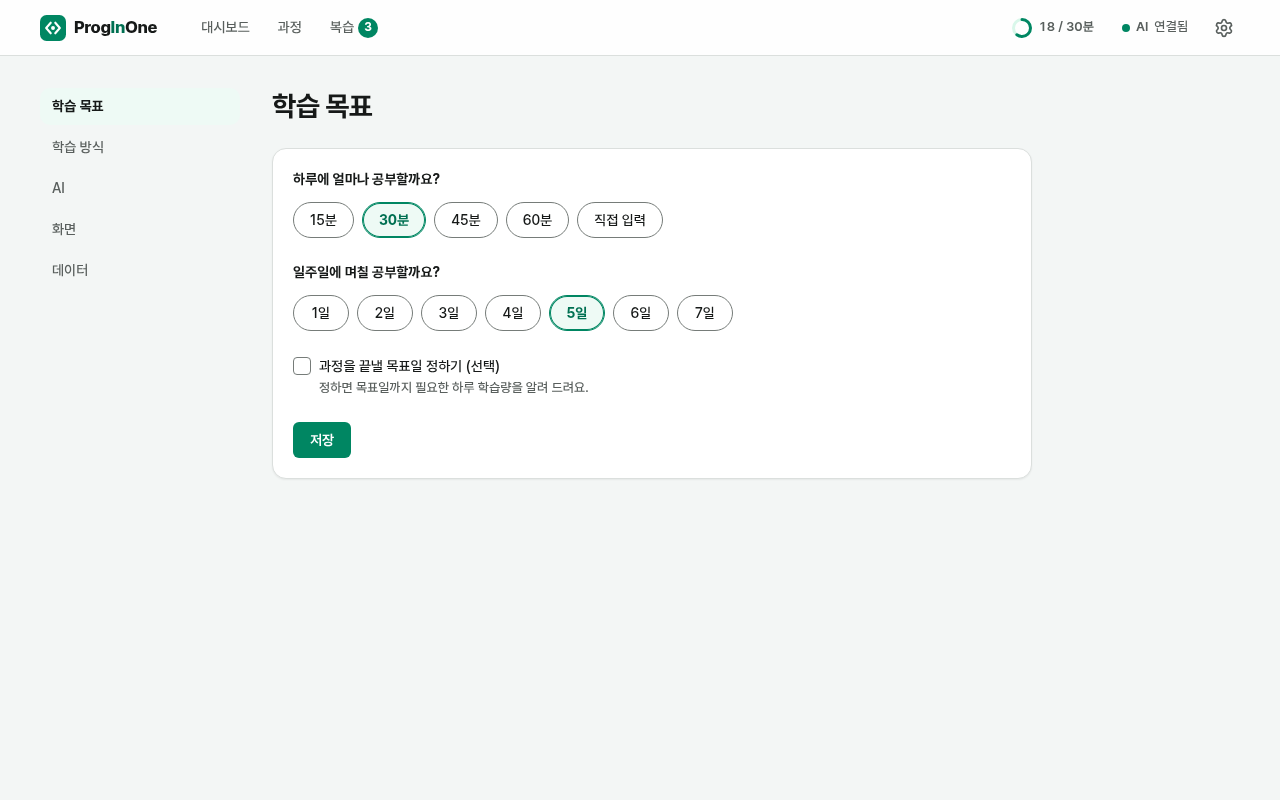 ProgInOne
대시보드
과정
복습 3
18 / 30분
AI 연결됨
학습 목표
학습 방식
AI
화면
데이터
학습 목표
하루에 얼마나 공부할까요?
15분 30분 45분 60분 직접 입력
일주일에 며칠 공부할까요?
1일 2일 3일 4일 5일 6일 7일
과정을 끝낼 목표일 정하기 (선택)
정하면 목표일까지 필요한 하루 학습량을 알려 드려요.
저장